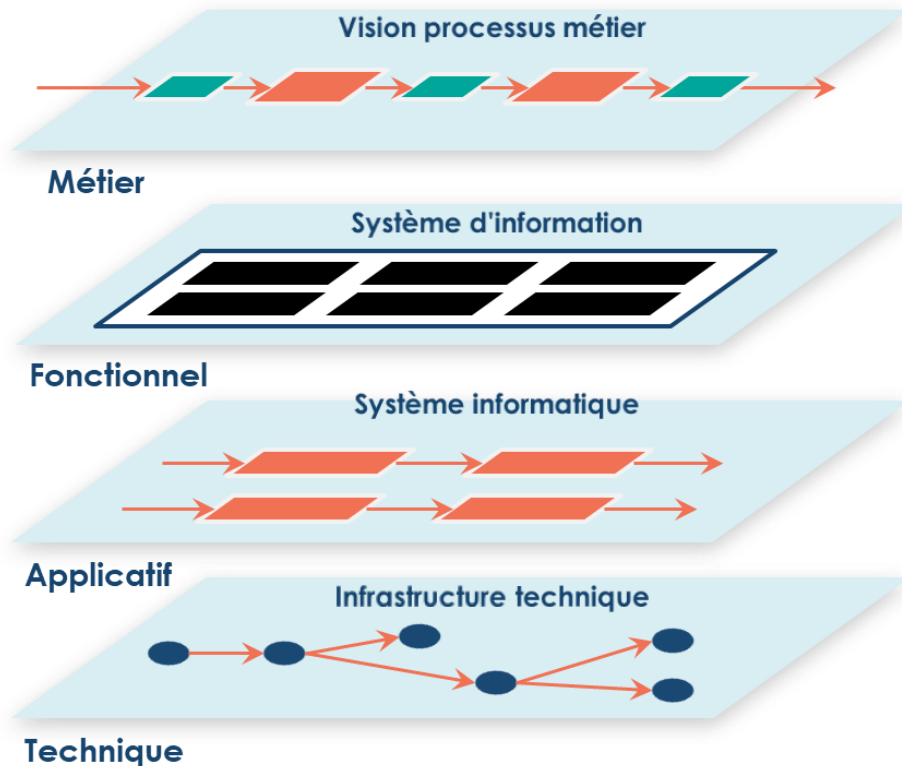 Vision processus métier
Métier
Système d'information
Fonctionnel
Système informatique
Applicatif
Infrastructure technique
Technique